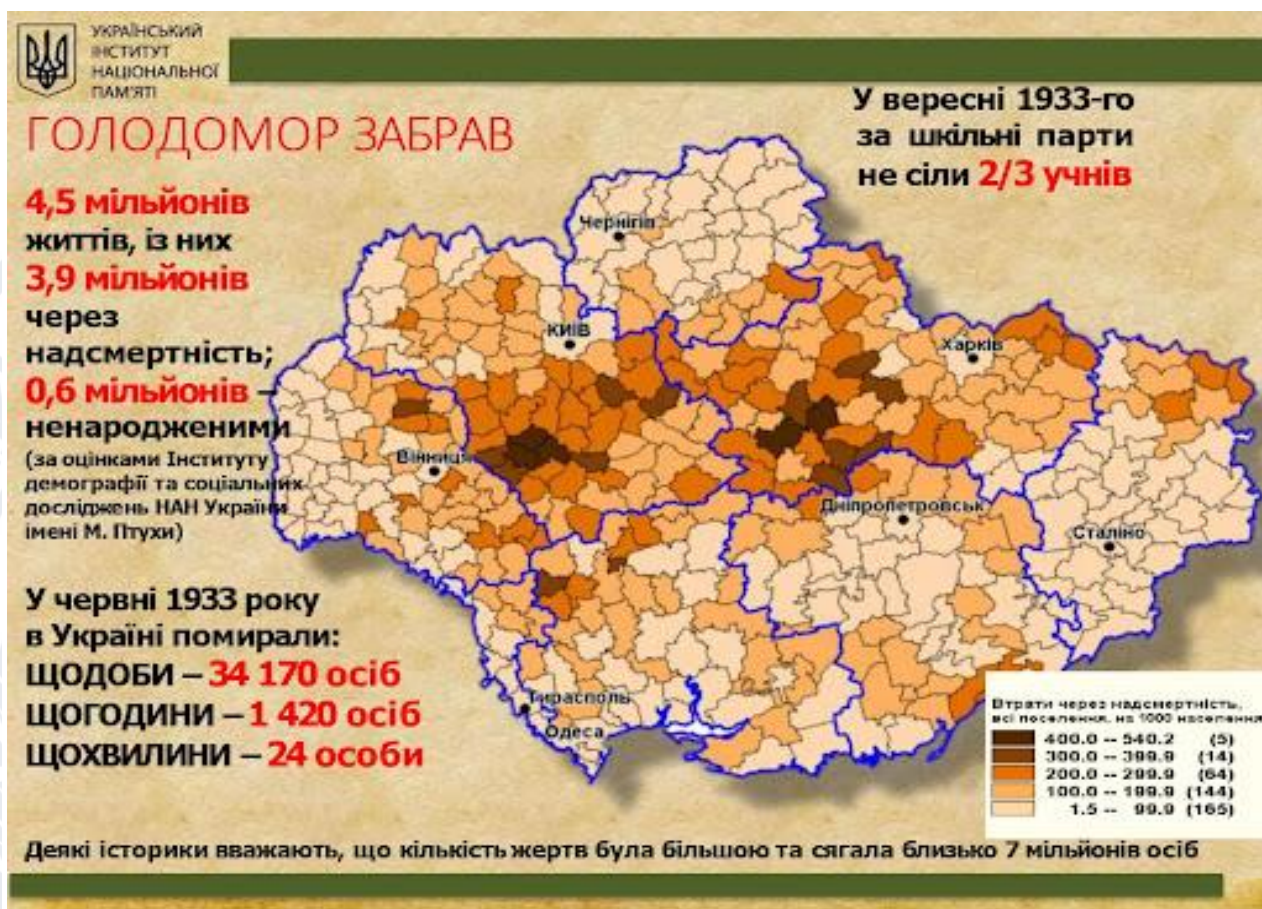 УКРАЇНСЬКИЙ
ІНСТИТУТ
НАЦІОНАЛЬНОЇ
ПАМ'ЯТІ
ГОЛОДОМОР ЗАБРАВ
4,5 мільйонів
життів, із них
3,9 мільйонів
через
надсмертність;
0,6 мільйонів –
ненародженими
(за оцінками Інституту
демографії та соціальних
досліджень НАН України
імені М. Птухи)
У червні 1933 року
в Україні помирали:
ЩОДОБИ – 34 170 осіб
ЩОГОДИНИ – 1 420 осіб
ЩОХВИЛИНИ – 24 особи
У вересні 1933-го
за шкільні парти
не сіли 2/3 учнів
Чернігів
КИЇВ
Харків
Вінниця
Дніпропетровськ
Сталіно
Тирасполь
Одеса
Втрати через надсмертність,
всі поселення, на 1000 населення
400.0 -- 540.2 (5)
300.0 -- 399.9 (14)
200.0 -- 299.9 (64)
100.0 -- 199.9 (144)
1.5 -- 99.9 (165)
Деякі історики вважають, що кількість жертв була більшою та сягала близько 7 мільйонів осіб